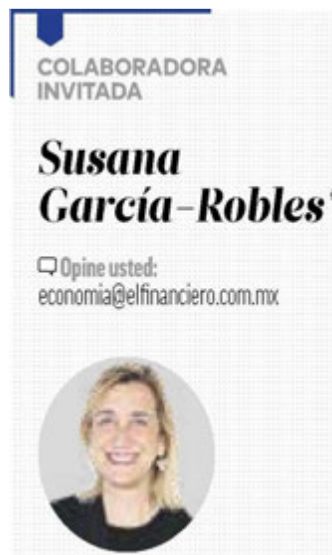 COLABORADORA
INVITADA
Susana
García-Robles*
Opine usted:
economia@elfinanciero.com.mx